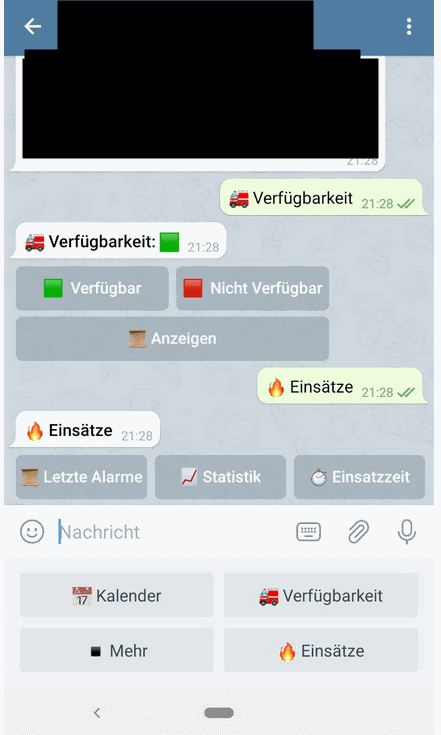 21:28
🚒 Verfügbarkeit 21:28
🚒 Verfügbarkeit: 🟩 21:28
🟩 Verfügbar
🟥 Nicht Verfügbar
📜 Anzeigen
🔥 Einsätze 21:28
🔥 Einsätze 21:28
📜 Letzte Alarme
📈 Statistik
⏱ Einsatzzeit
Nachricht
📅 Kalender
🚒 Verfügbarkeit
▪ Mehr
🔥 Einsätze